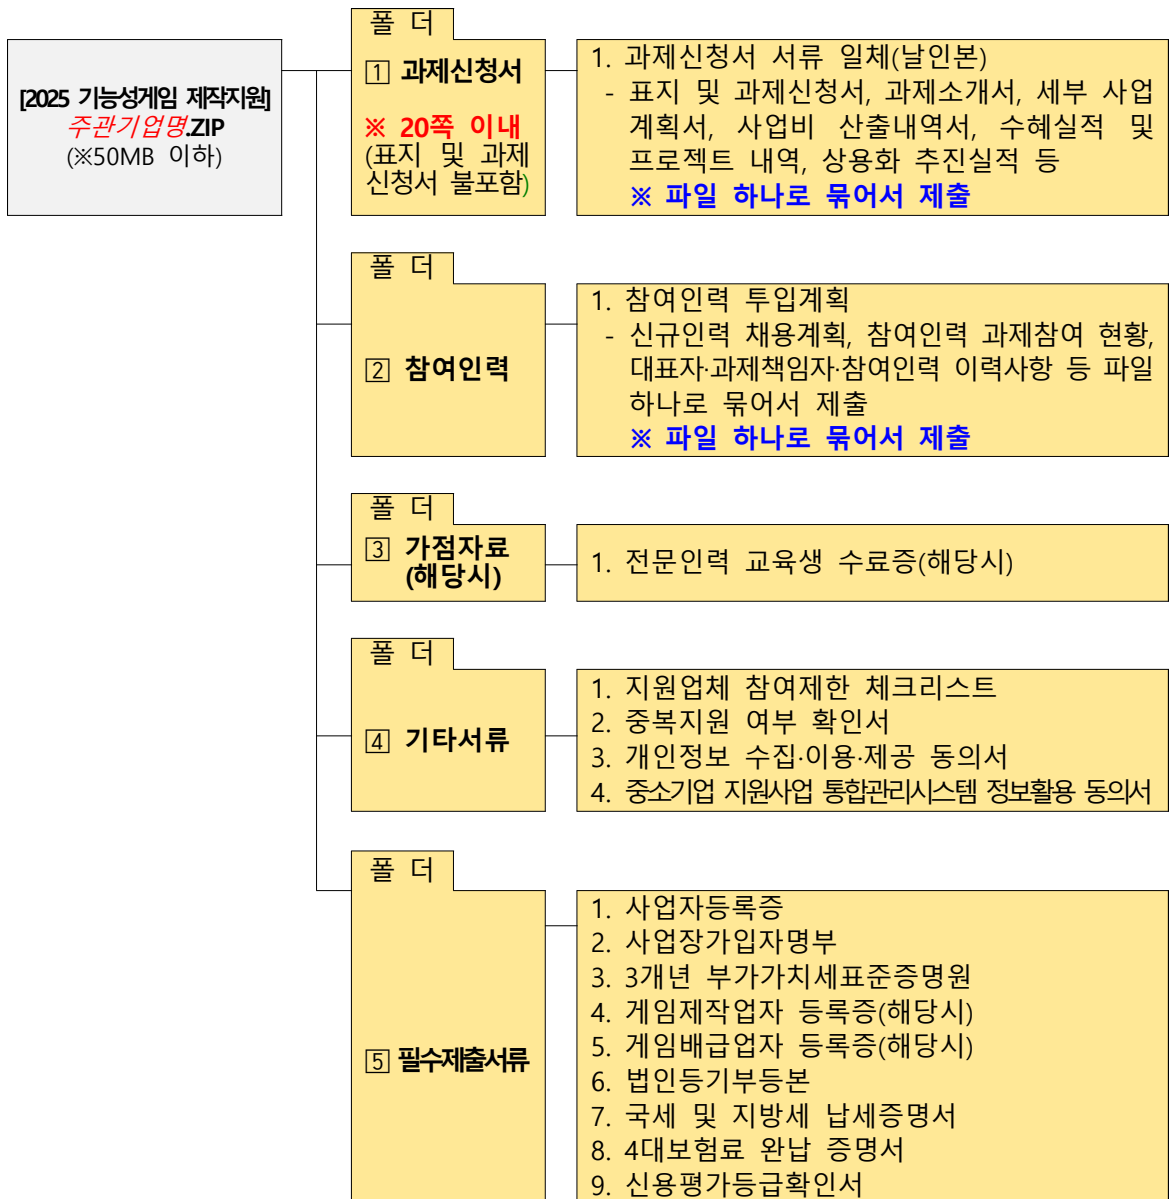 [2025 기능성게임 제작지원]
주관기업명.ZIP
(※50MB 이하)
폴 더
1 과제신청서
※ 20쪽 이내
(표지 및 과제
신청서 불포함)
1. 과제신청서 서류 일체(날인본)
- 표지 및 과제신청서, 과제소개서, 세부 사업
계획서, 사업비 산출내역서, 수혜실적 및
프로젝트 내역, 상용화 추진실적 등
※ 파일 하나로 묶어서 제출
폴 더
2 참여인력
1. 참여인력 투입계획
- 신규인력 채용계획, 참여인력 과제참여 현황,
대표자·과제책임자·참여인력 이력사항 등 파일
하나로 묶어서 제출
※ 파일 하나로 묶어서 제출
폴 더
3 가점자료
(해당시)
1. 전문인력 교육생 수료증(해당시)
폴 더
4 기타서류
1. 지원업체 참여제한 체크리스트
2. 중복지원 여부 확인서
3. 개인정보 수집·이용·제공 동의서
4. 중소기업 지원사업 통합관리시스템 정보활용 동의서
폴 더
5 필수제출서류
1. 사업자등록증
2. 사업장가입자명부
3. 3개년 부가가치세표준증명원
4. 게임제작업자 등록증(해당시)
5. 게임배급업자 등록증(해당시)
6. 법인등기부등본
7. 국세 및 지방세 납세증명서
8. 4대보험료 완납 증명서
9. 신용평가등급확인서